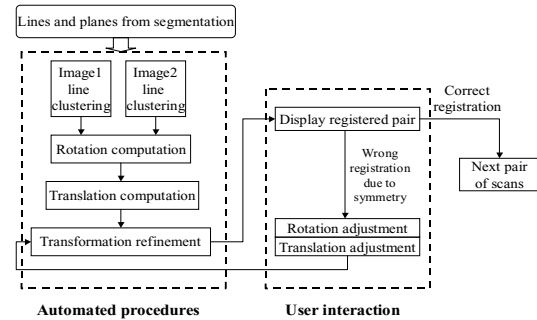 Lines and planes from segmentation
Image1
line
clustering
Image2
line
clustering
Rotation computation
Translation computation
Transformation refinement
Automated procedures
Display registered pair
Wrong
registration
due to
symmetry
Rotation adjustment
Translation adjustment
User interaction
Correct
registration
Next pair
of scans